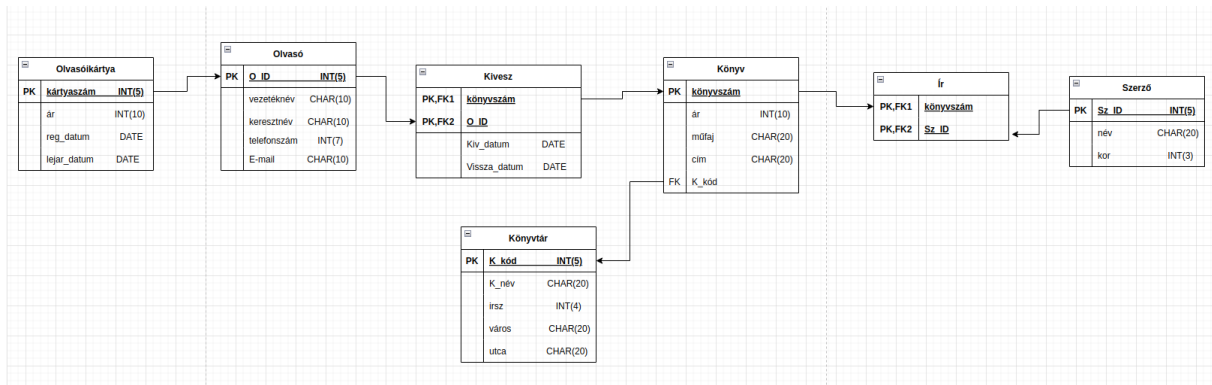 Olvasóikártya
PK kártyaszám INT(5)
ár INT(10)
reg_datum DATE
lejar_datum DATE
Olvasó
PK O_ID INT(5)
vezetéknév CHAR(10)
keresztnév CHAR(10)
telefonszám INT(7)
E-mail CHAR(10)
Kivesz
PK,FK1 könyvszám
PK,FK2 O_ID
Kiv_datum DATE
Vissza_datum DATE
Könyv
PK könyvszám
ár INT(10)
műfaj CHAR(20)
cím CHAR(20)
FK K_kód
Ír
PK,FK1 könyvszám
PK,FK2 Sz_ID
Szerző
PK Sz_ID INT(5)
név CHAR(20)
kor INT(3)
Könyvtár
PK K_kód INT(5)
K_név CHAR(20)
irsz INT(4)
város CHAR(20)
utca CHAR(20)